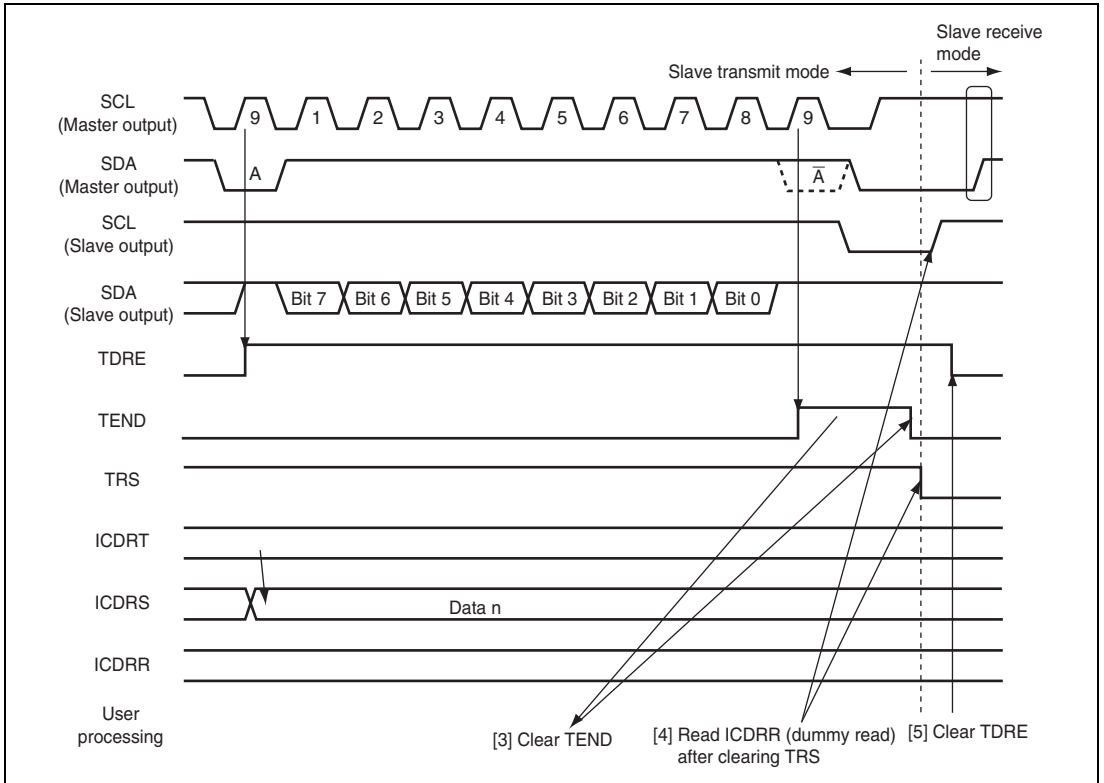 Slave receive
mode
Slave transmit mode
SCL
(Master output)
9 1 2 3 4 5 6 7 8 9
SDA
(Master output)
A A̅
SCL
(Slave output)
SDA
(Slave output)
Bit 7 Bit 6 Bit 5 Bit 4 Bit 3 Bit 2 Bit 1 Bit 0
TDRE
TEND
TRS
ICDRT
ICDRS
Data n
ICDRR
User
processing
[3] Clear TEND
[4] Read ICDRR (dummy read)
after clearing TRS
[5] Clear TDRE